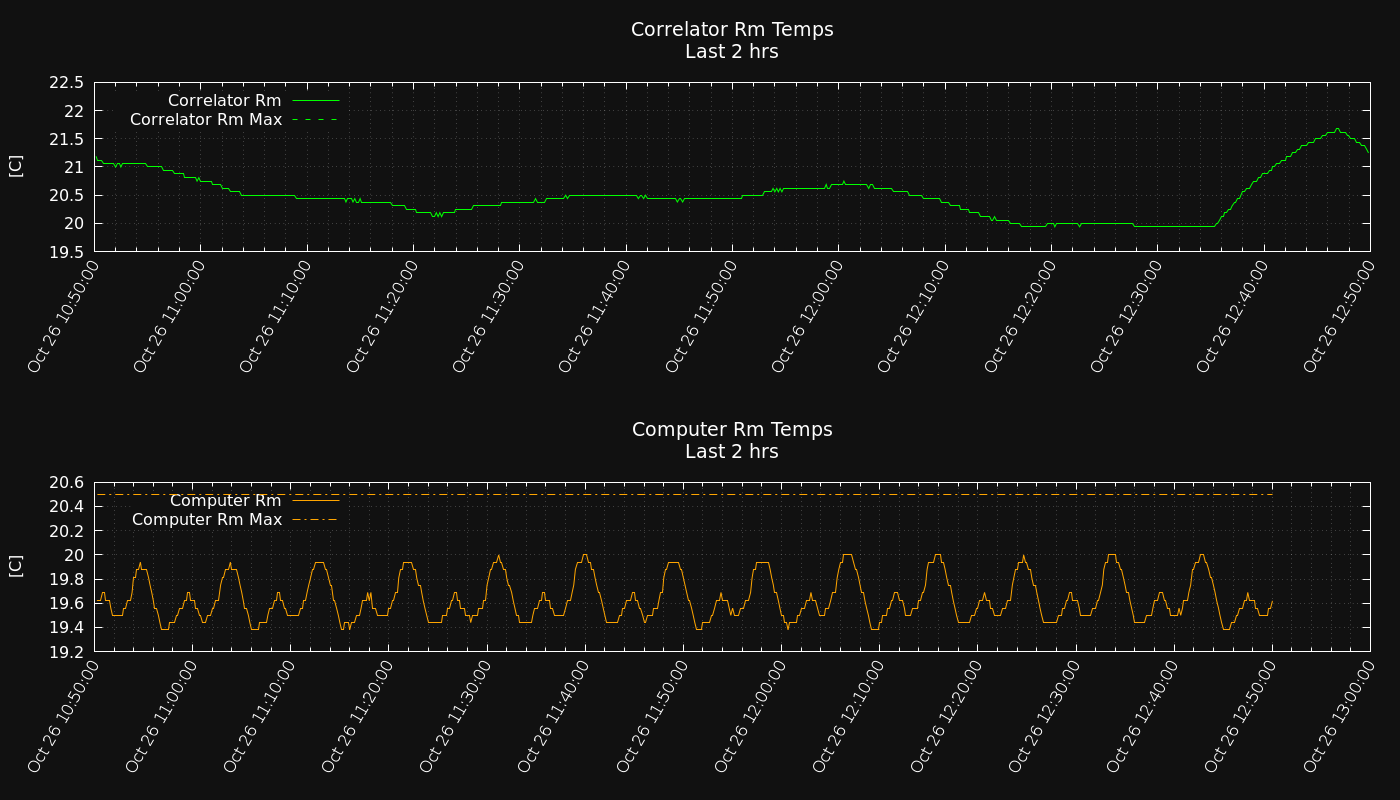 Correlator Rm Temps
Last 2 hrs
22.5
22
21.5
21
20.5
20
19.5
[C]
Correlator Rm
Correlator Rm Max
Oct 26 10:50:00
Oct 26 11:00:00
Oct 26 11:10:00
Oct 26 11:20:00
Oct 26 11:30:00
Oct 26 11:40:00
Oct 26 11:50:00
Oct 26 12:00:00
Oct 26 12:10:00
Oct 26 12:20:00
Oct 26 12:30:00
Oct 26 12:40:00
Oct 26 12:50:00
Computer Rm Temps
Last 2 hrs
20.6
20.4
20.2
20
19.8
19.6
19.4
19.2
[C]
Computer Rm
Computer Rm Max
Oct 26 10:50:00
Oct 26 11:00:00
Oct 26 11:10:00
Oct 26 11:20:00
Oct 26 11:30:00
Oct 26 11:40:00
Oct 26 11:50:00
Oct 26 12:00:00
Oct 26 12:10:00
Oct 26 12:20:00
Oct 26 12:30:00
Oct 26 12:40:00
Oct 26 12:50:00
Oct 26 13:00:00